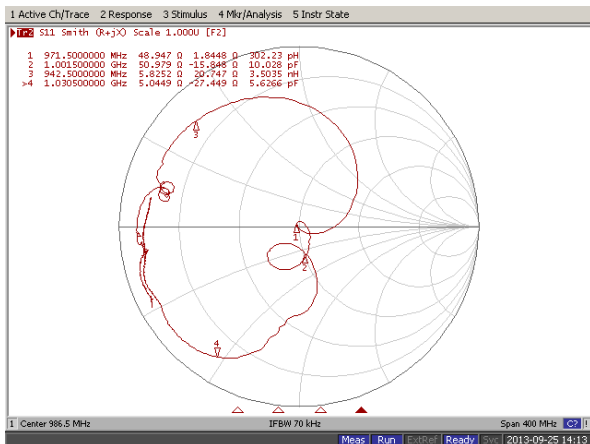 1 Active Ch/Trace 2 Response 3 Stimulus 4 Mkr/Analysis 5 Instr State
Tr2 S11 Smith (R+jX) Scale 1.000U [F2]
1 971.5000000 MHz 48.947 Ω 1.8448 Ω 302.23 pH
2 1.001500000 GHz 50.979 Ω -15.848 Ω 10.028 pF
3 942.5000000 MHz 5.8252 Ω 20.747 Ω 3.5035 nH
>4 1.030500000 GHz 5.0449 Ω -27.449 Ω 5.6266 pF
3
1
2
4
1 Center 986.5 MHz IFBW 70 kHz Span 400 MHz C? !
Meas Run ExtRef Ready Svc 2013-09-25 14:13